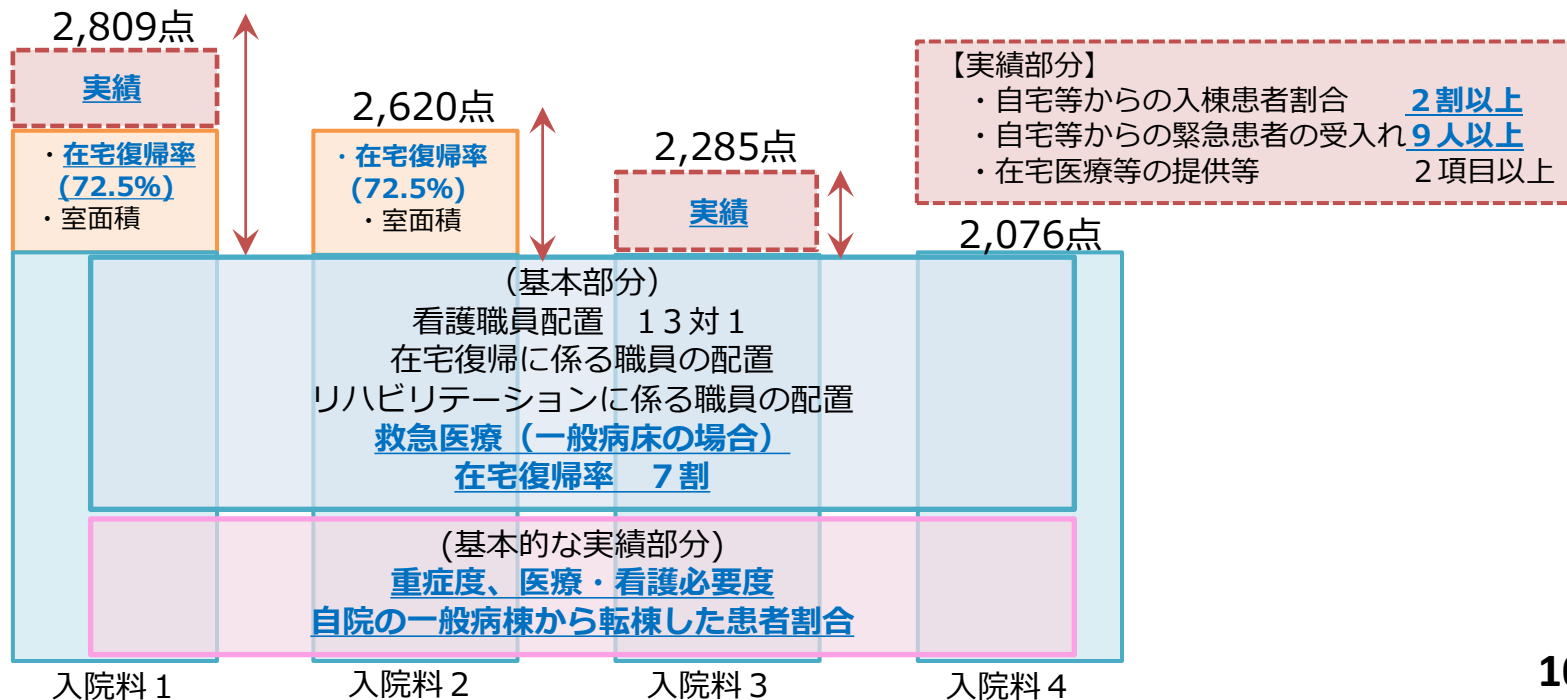 2,809点
実績
・在宅復帰率
(72.5%)
・室面積
2,620点
・在宅復帰率
(72.5%)
・室面積
2,285点
実績
2,076点
【実績部分】
・自宅等からの入棟患者割合 2割以上
・自宅等からの緊急患者の受入れ 9人以上
・在宅医療等の提供等 2項目以上
(基本部分)
看護職員配置 13対1
在宅復帰に係る職員の配置
リハビリテーションに係る職員の配置
救急医療(一般病床の場合)
在宅復帰率 7割
(基本的な実績部分)
重症度、医療・看護必要度
自院の一般病棟から転棟した患者割合
入院料1
入院料2
入院料3
入院料4